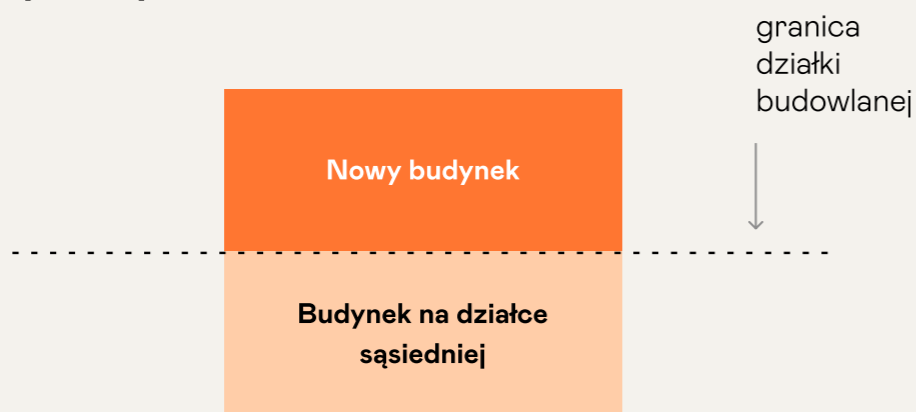 granica
działki
budowlanej
Nowy budynek
Budynek na działce
sąsiedniej